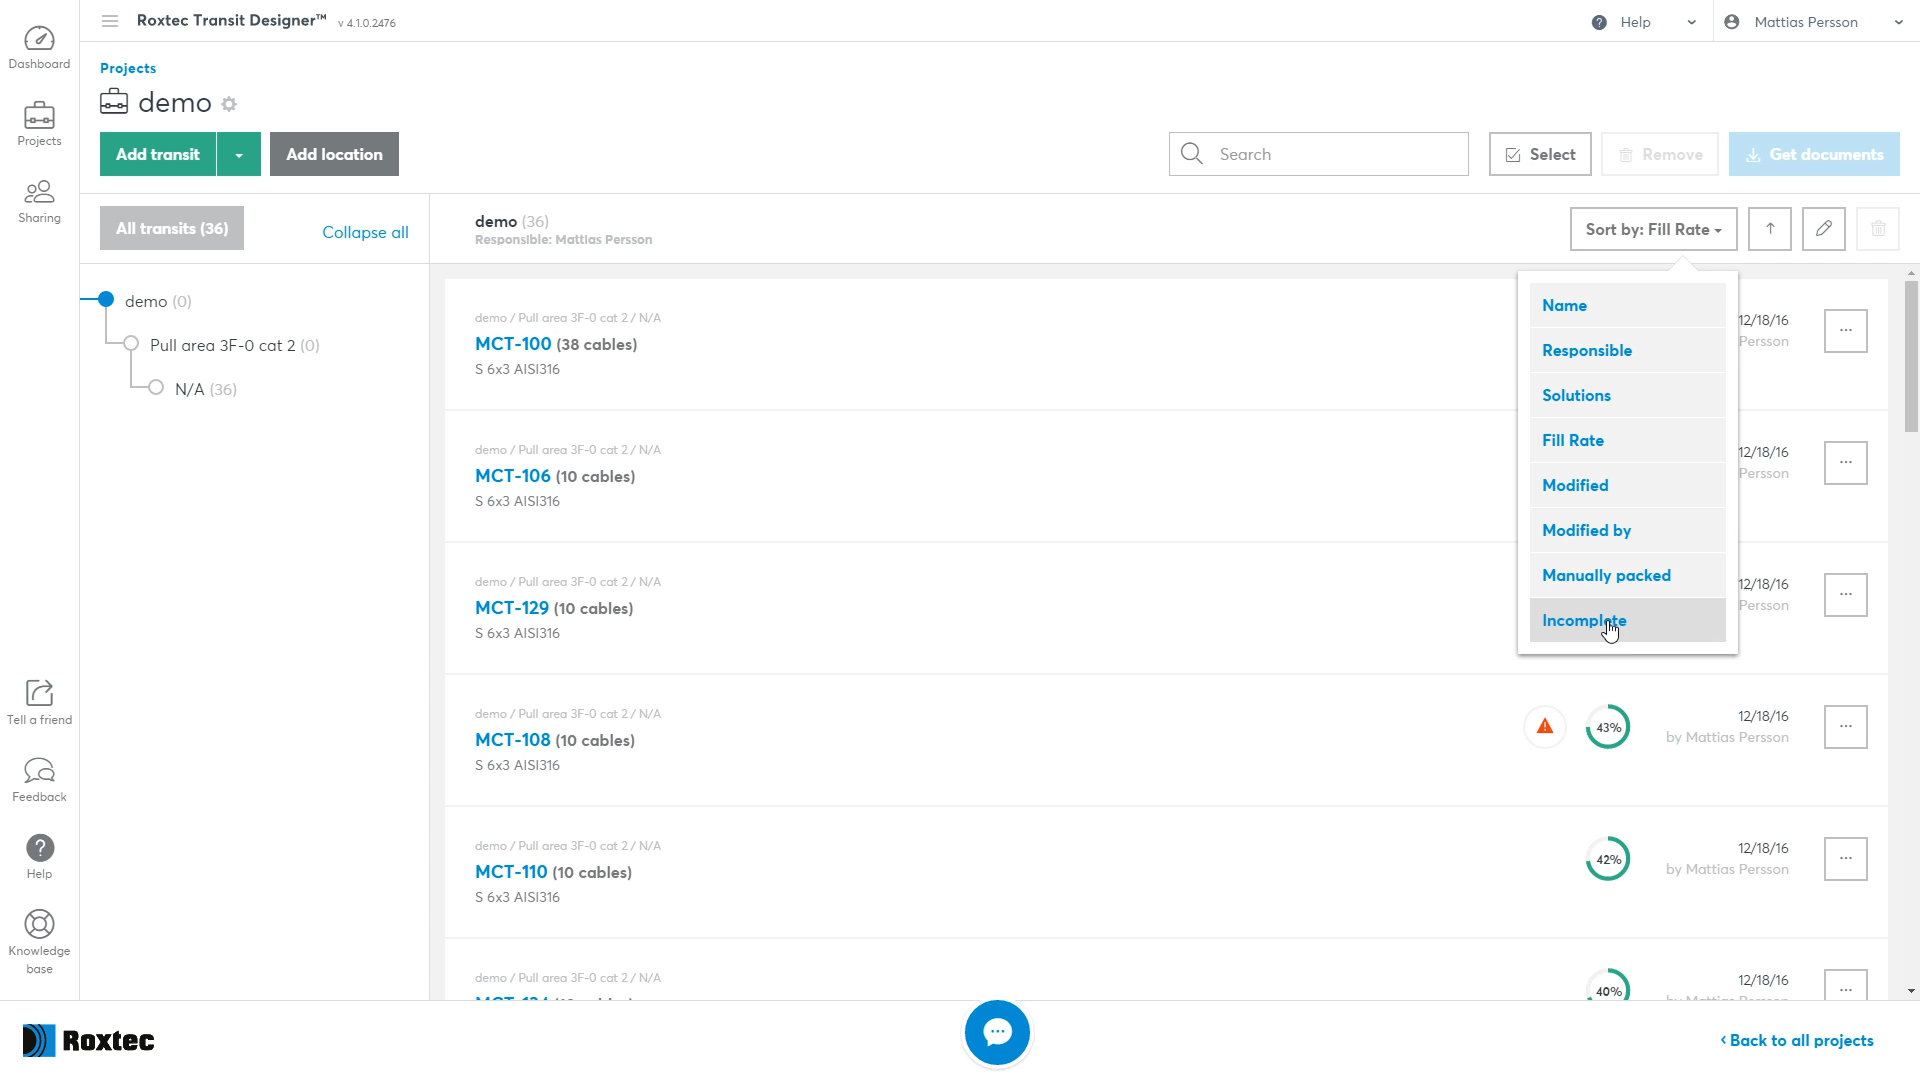 Roxtec Transit Designer™ v 4.1.0.2476
Help
Mattias Persson
Dashboard
Projects
Sharing
Tell a friend
Feedback
Help
Knowledge
base
Projects
demo
Add transit
Add location
Search
Select
Remove
Get documents
All transits (36)
Collapse all
demo (0)
Pull area 3F-0 cat 2 (0)
N/A (36)
demo (36)
Responsible: Mattias Persson
Sort by: Fill Rate
Name
Responsible
Solutions
Fill Rate
Modified
Modified by
Manually packed
Incomplete
demo / Pull area 3F-0 cat 2 / N/A
MCT-100 (38 cables)
S 6x3 AISI316
12/18/16
Persson
demo / Pull area 3F-0 cat 2 / N/A
MCT-106 (10 cables)
S 6x3 AISI316
12/18/16
Persson
demo / Pull area 3F-0 cat 2 / N/A
MCT-129 (10 cables)
S 6x3 AISI316
12/18/16
Persson
demo / Pull area 3F-0 cat 2 / N/A
MCT-108 (10 cables)
S 6x3 AISI316
43%
12/18/16
by Mattias Persson
demo / Pull area 3F-0 cat 2 / N/A
MCT-110 (10 cables)
S 6x3 AISI316
42%
12/18/16
by Mattias Persson
demo / Pull area 3F-0 cat 2 / N/A
40%
12/18/16
by Mattias Persson
Roxtec
Back to all projects